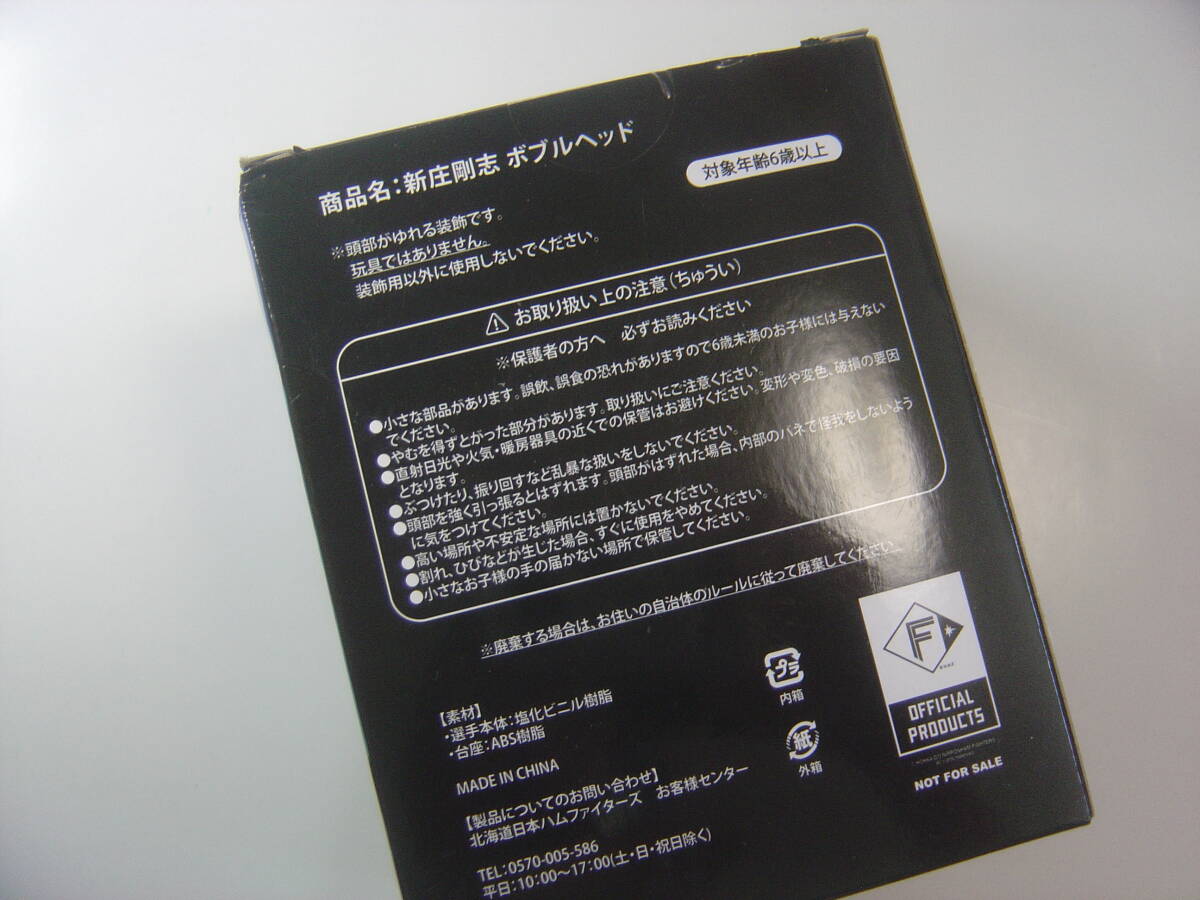 商品名：新庄剛志 ボブルヘッド
対象年齢6歳以上
※頭部がゆれる装飾です。
玩具ではありません。
装飾用以外に使用しないでください。
⚠ お取り扱い上の注意（ちゅうい）
※保護者の方へ 必ずお読みください
●小さな部品があります。誤飲、誤食の恐れがありますので6歳未満のお子様には与えない
でください。
●やむを得ずとがった部分があります。取り扱いにご注意ください。
●直射日光や火気・暖房器具の近くでの保管はお避けください。変形や変色、破損の要因
となります。
●ぶつけたり、振り回すなど乱暴な扱いをしないでください。
●頭部を強く引っ張るとはずれます。頭部がはずれた場合、内部のバネで怪我をしないよう
に気をつけてください。
●高い場所や不安定な場所には置かないでください。
●割れ、ひびなどが生じた場合、すぐに使用をやめてください。
●小さなお子様の手の届かない場所で保管してください。
※廃棄する場合は、お住いの自治体のルールに従って廃棄してください。
【素材】
・選手本体：塩化ビニル樹脂
・台座：ABS樹脂
MADE IN CHINA
【製品についてのお問い合わせ】
北海道日本ハムファイターズ お客様センター
TEL：0570-005-586
平日：10：00～17：00（土・日・祝日除く）
プラ
内箱
紙
外箱
F
OFFICIAL
PRODUCTS
NOT FOR SALE